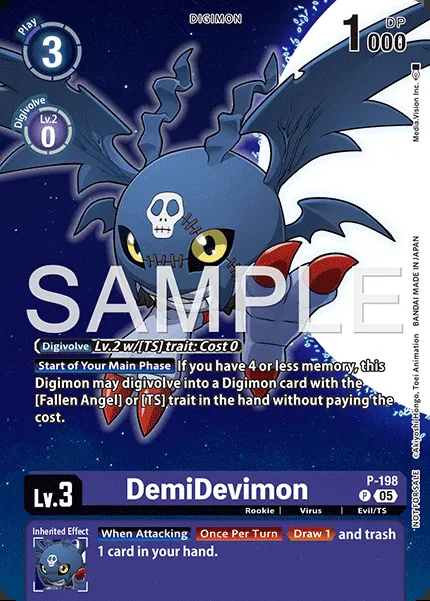 DIGIMON
Play
3
DP
1000
Digivolve
Lv.2
0
Media.Vision Inc.
SAMPLE
Digivolve Lv.2 w/[TS] trait: Cost 0
Start of Your Main Phase If you have 4 or less memory, this
Digimon may digivolve into a Digimon card with the
[Fallen Angel] or [TS] trait in the hand without paying the
cost.
©Akiyoshi Hongo, Toei Animation BANDAI MADE IN JAPAN
NOT FOR SALE
P-198
P 05
Lv.3
DemiDevimon
Rookie | Virus | Evil/TS
Inherited Effect
When Attacking Once Per Turn Draw 1 and trash
1 card in your hand.